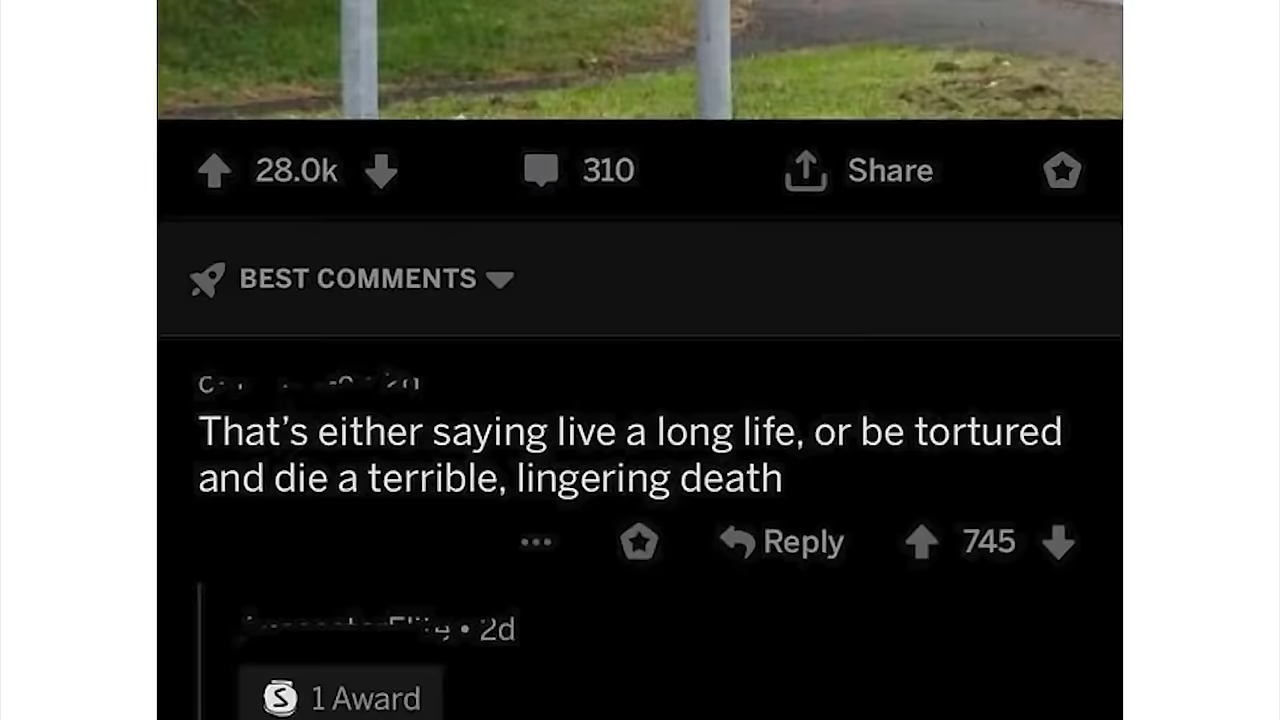 28.0k 310 Share
BEST COMMENTS
That's either saying live a long life, or be tortured
and die a terrible, lingering death
Reply 745
• 2d
1 Award